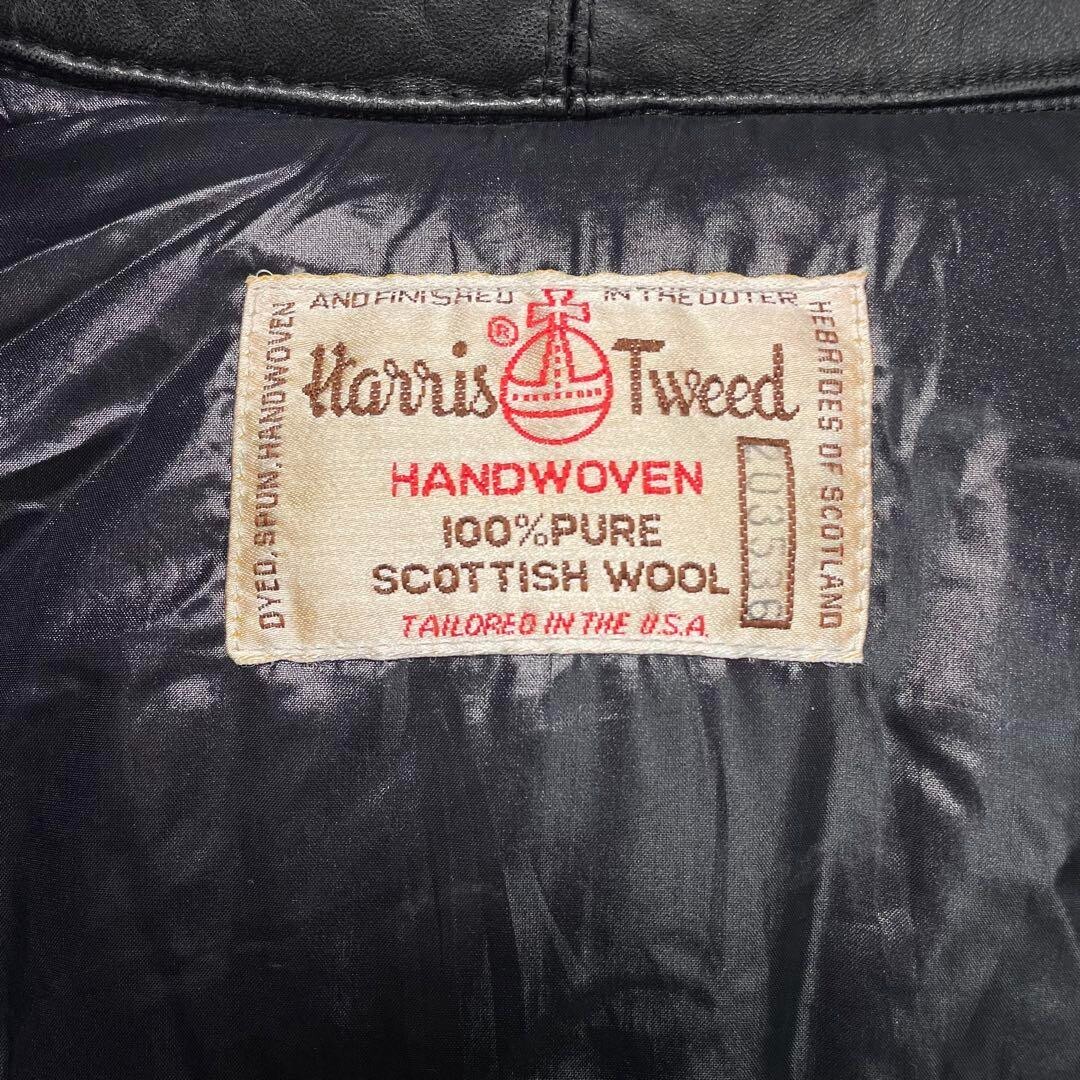 DYED, SPUN, HANDWOVEN
AND FINISHED IN THE OUTER
HEBRIDES OF SCOTLAND
Harris Tweed
®
HANDWOVEN
100% PURE
SCOTTISH WOOL
203536
TAILORED IN THE U.S.A.